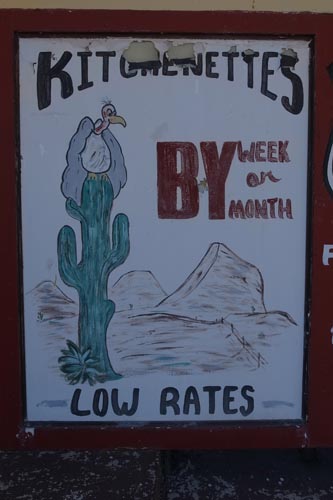 KITCHENETTES
BY WEEK
or
MONTH
LOW RATES